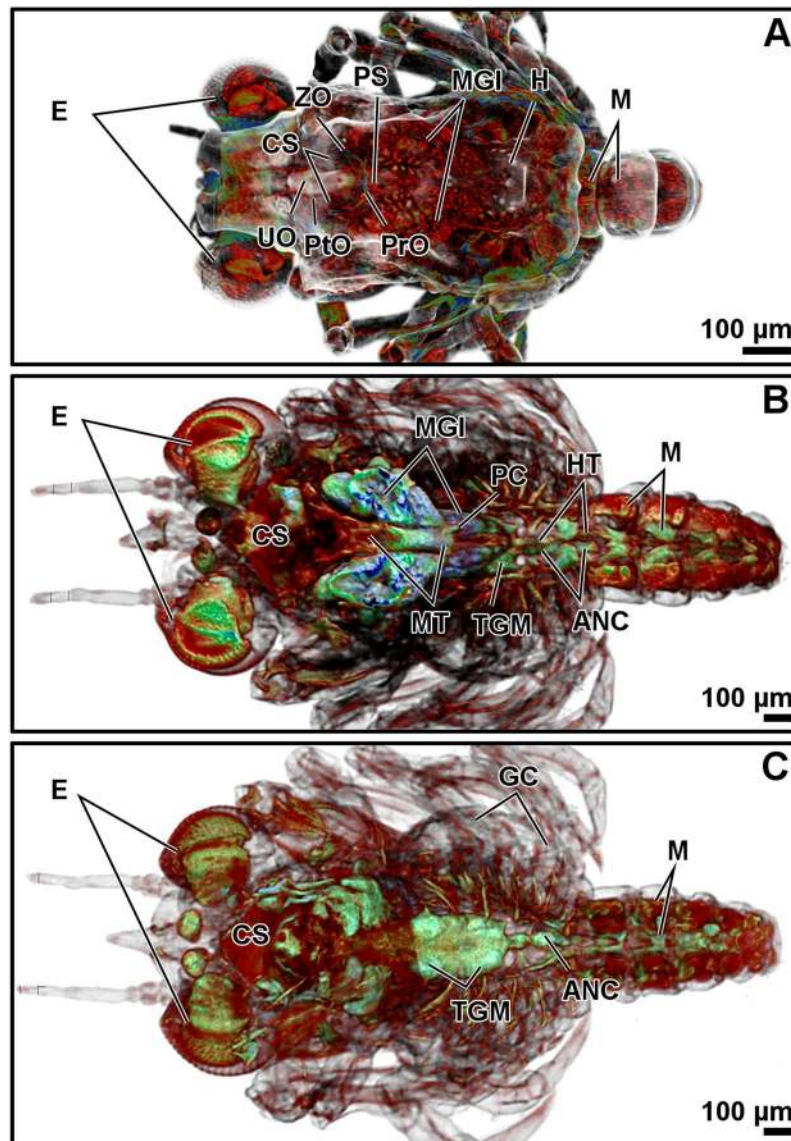 A
PS MGI H M
ZO
E
CS
UO PtO PrO
100 µm
B
E MGI HT M
PC
CS
MT TGM ANC
100 µm
C
GC
E
M
CS
ANC
TGM
100 µm